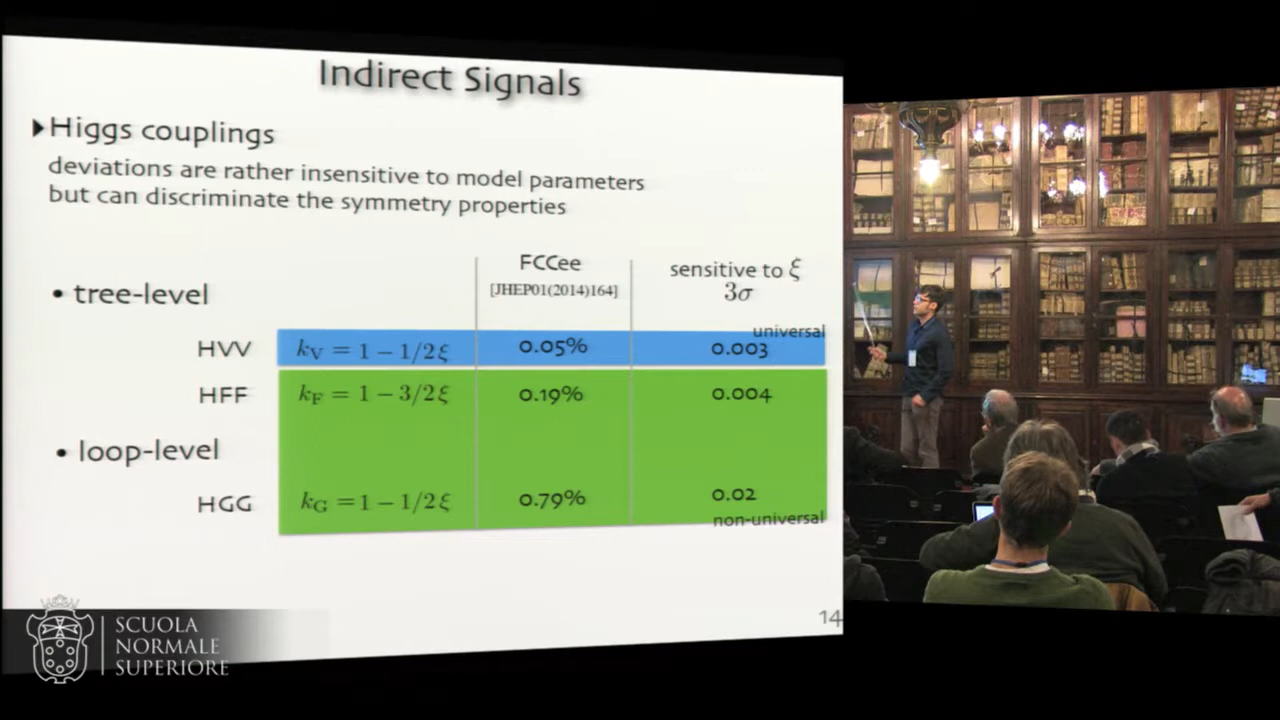 Indirect Signals
Higgs couplings
deviations are rather insensitive to model parameters
but can discriminate the symmetry properties
FCCee
[JHEP01(2014)164]
sensitive to ξ
3σ
• tree-level
universal
HVV k_V = 1 − 1/2 ξ 0.05% 0.003
HFF k_F = 1 − 3/2 ξ 0.19% 0.004
• loop-level
HGG k_G = 1 − 1/2 ξ 0.79% 0.02
non-universal
14
SCUOLA
NORMALE
SUPERIORE